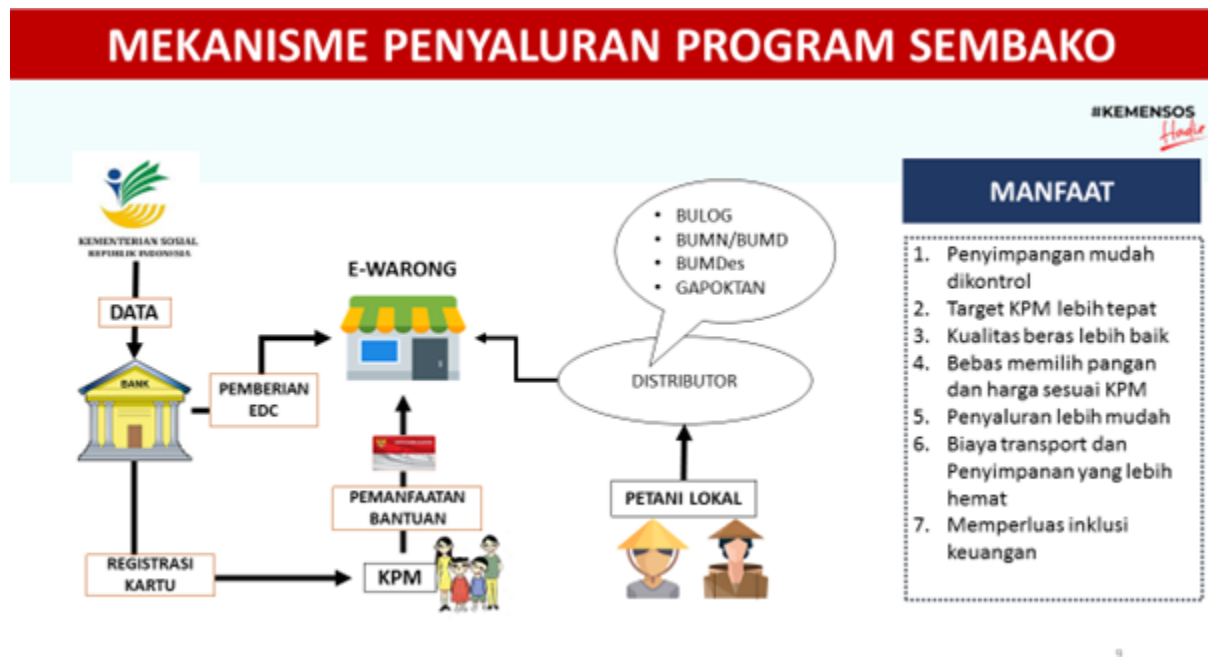 MEKANISME PENYALURAN PROGRAM SEMBAKO
#KEMENSOS
Hadir
KEMENTERIAN SOSIAL
REPUBLIK INDONESIA
DATA
BANK
PEMBERIAN
EDC
REGISTRASI
KARTU
E-WARONG
PEMANFAATAN
BANTUAN
KPM
• BULOG
• BUMN/BUMD
• BUMDes
• GAPOKTAN
DISTRIBUTOR
PETANI LOKAL
MANFAAT
1. Penyimpangan mudah
dikontrol
2. Target KPM lebih tepat
3. Kualitas beras lebih baik
4. Bebas memilih pangan
dan harga sesuai KPM
5. Penyaluran lebih mudah
6. Biaya transport dan
Penyimpanan yang lebih
hemat
7. Memperluas inklusi
keuangan
9